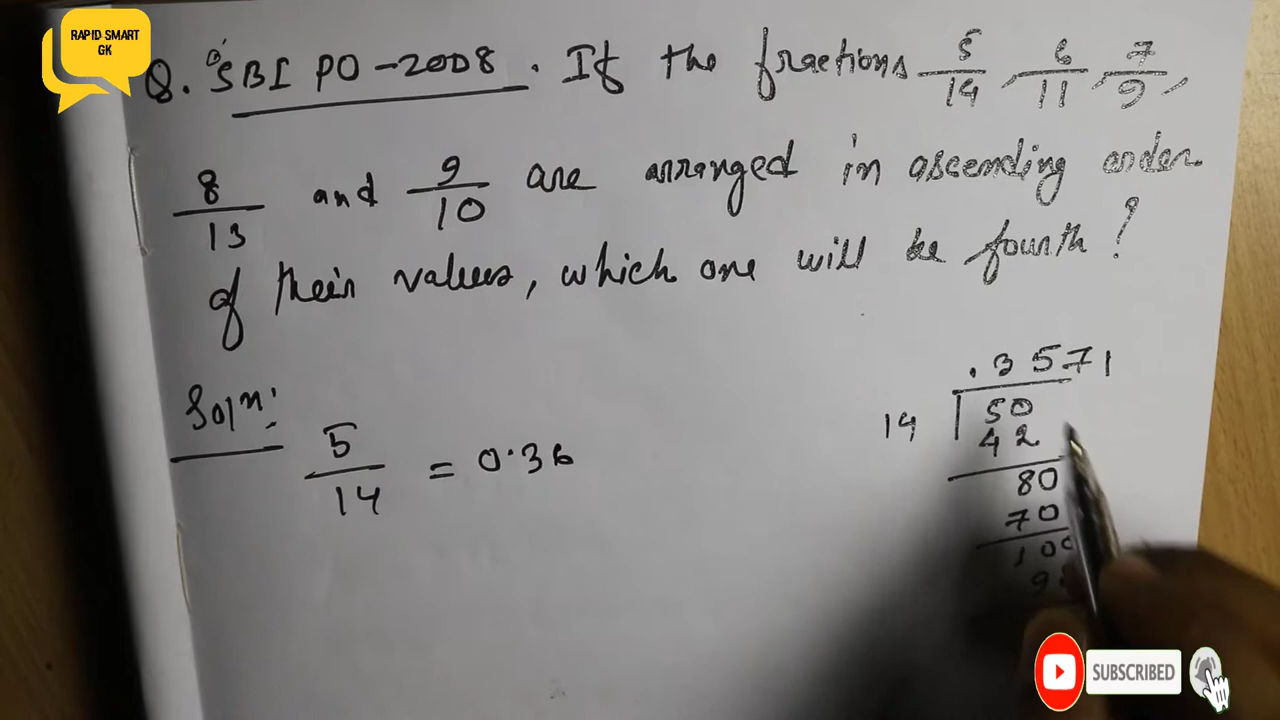 RAPID SMART
GK
Q. SBI PO-2008. If the fractions 5/14, 6/11, 7/9,
8/13 and 9/10 are arranged in ascending order
of their values, which one will be fourth?
Soln:
5/14 = 0.36
.3571
14 50
42
80
70
100
9
SUBSCRIBED